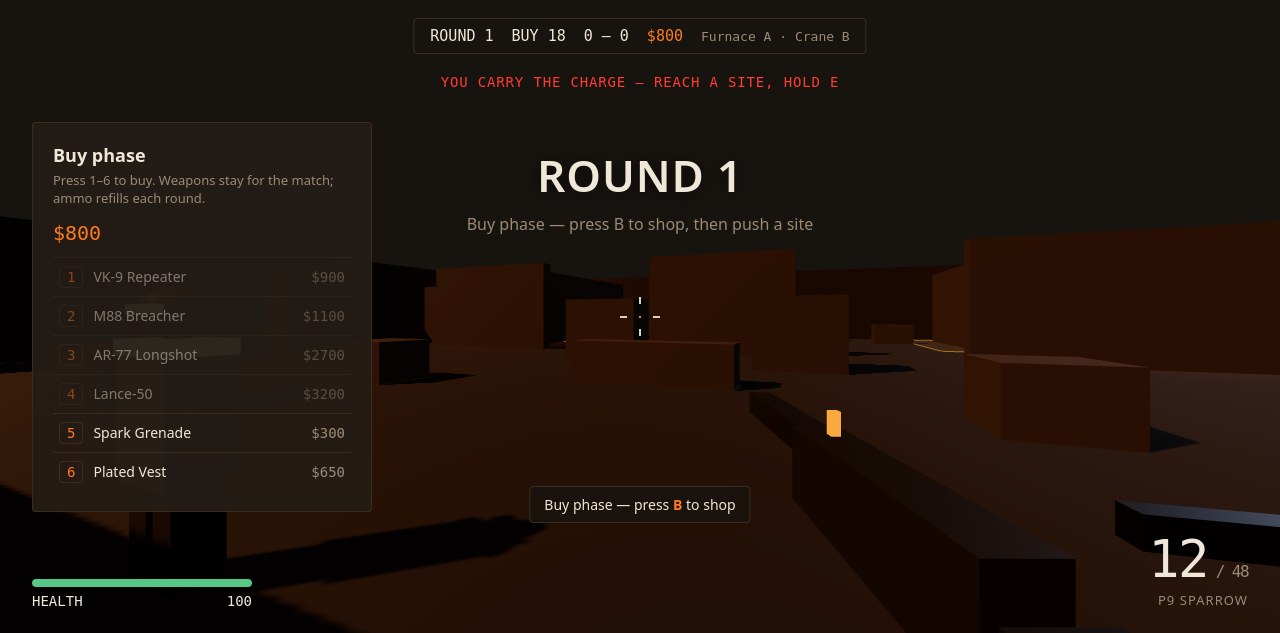 ROUND 1 BUY 18 0 — 0 $800 Furnace A · Crane B
YOU CARRY THE CHARGE — REACH A SITE, HOLD E
Buy phase
Press 1–6 to buy. Weapons stay for the match;
ammo refills each round.
$800
1 VK-9 Repeater $900
2 M88 Breacher $1100
3 AR-77 Longshot $2700
4 Lance-50 $3200
5 Spark Grenade $300
6 Plated Vest $650
ROUND 1
Buy phase — press B to shop, then push a site
Buy phase — press B to shop
HEALTH 100
12 / 48
P9 SPARROW